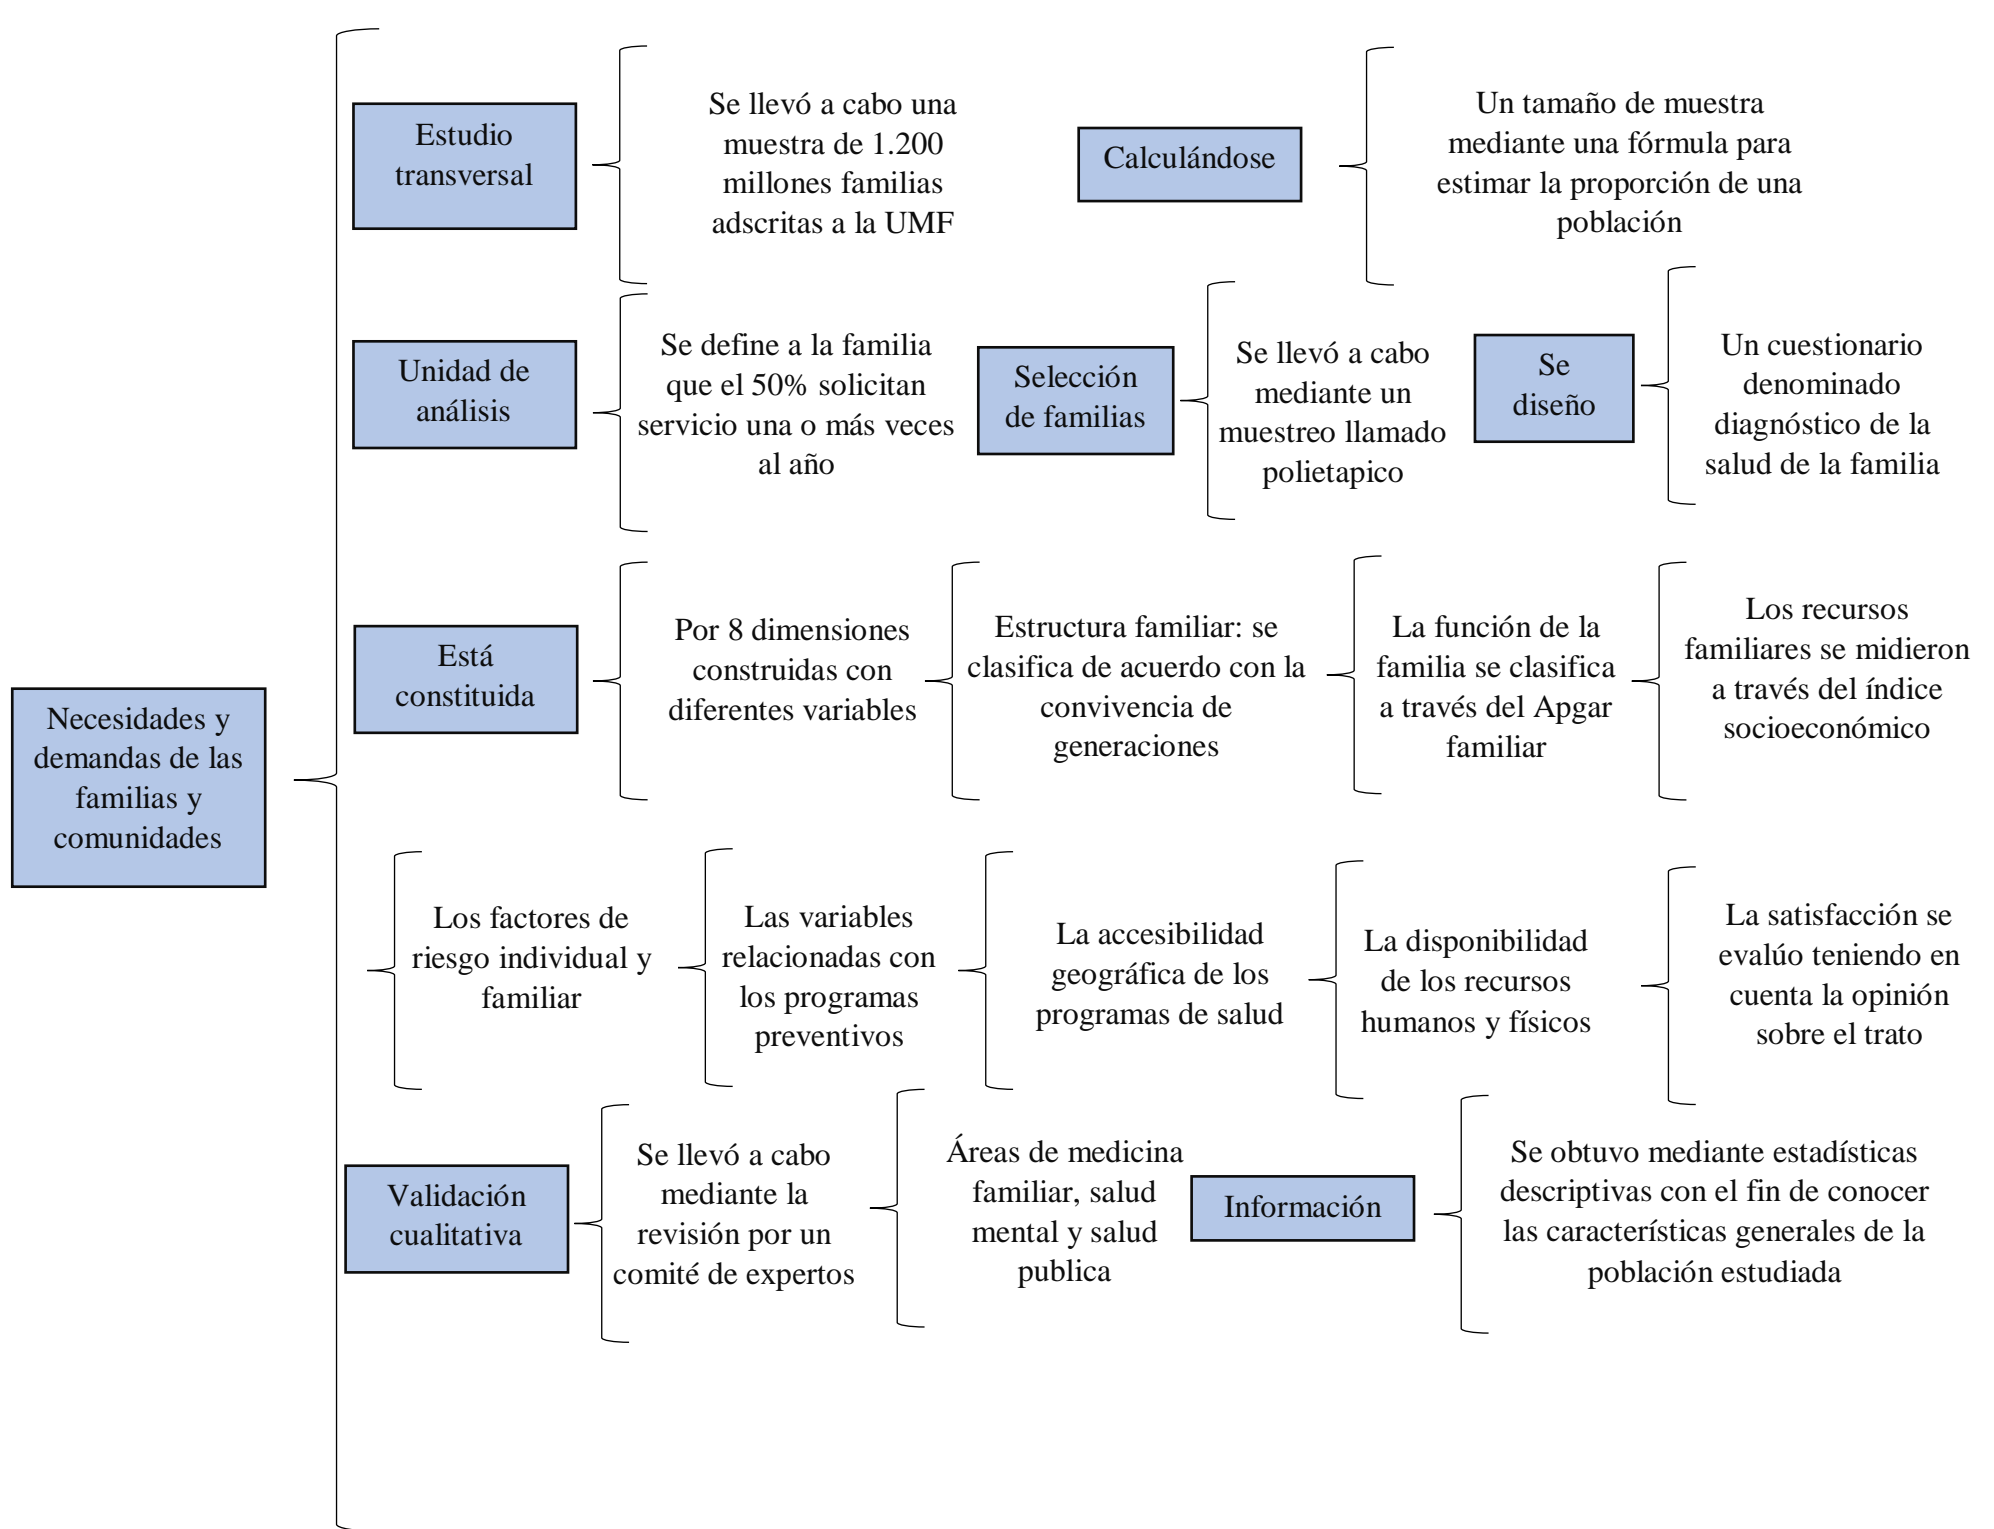 Estudio
transversal
Se llevó a cabo una
muestra de 1.200
millones familias
adscritas a la UMF
Calculándose
Un tamaño de muestra
mediante una fórmula para
estimar la proporción de una
población
Unidad de
análisis
Se define a la familia
que el 50% solicitan
servicio una o más veces
al año
Selección
de familias
Se llevó a cabo
mediante un
muestreo llamado
polietapico
Se
diseño
Un cuestionario
denominado
diagnóstico de la
salud de la familia
Necesidades y
demandas de las
familias y
comunidades
Está
constituida
Por 8 dimensiones
construidas con
diferentes variables
Estructura familiar: se
clasifica de acuerdo con la
convivencia de
generaciones
La función de la
familia se clasifica
a través del Apgar
familiar
Los recursos
familiares se midieron
a través del índice
socioeconómico
Los factores de
riesgo individual y
familiar
Las variables
relacionadas con
los programas
preventivos
La accesibilidad
geográfica de los
programas de salud
La disponibilidad
de los recursos
humanos y físicos
La satisfacción se
evalúo teniendo en
cuenta la opinión
sobre el trato
Validación
cualitativa
Se llevó a cabo
mediante la
revisión por un
comité de expertos
Áreas de medicina
familiar, salud
mental y salud
publica
Información
Se obtuvo mediante estadísticas
descriptivas con el fin de conocer
las características generales de la
población estudiada